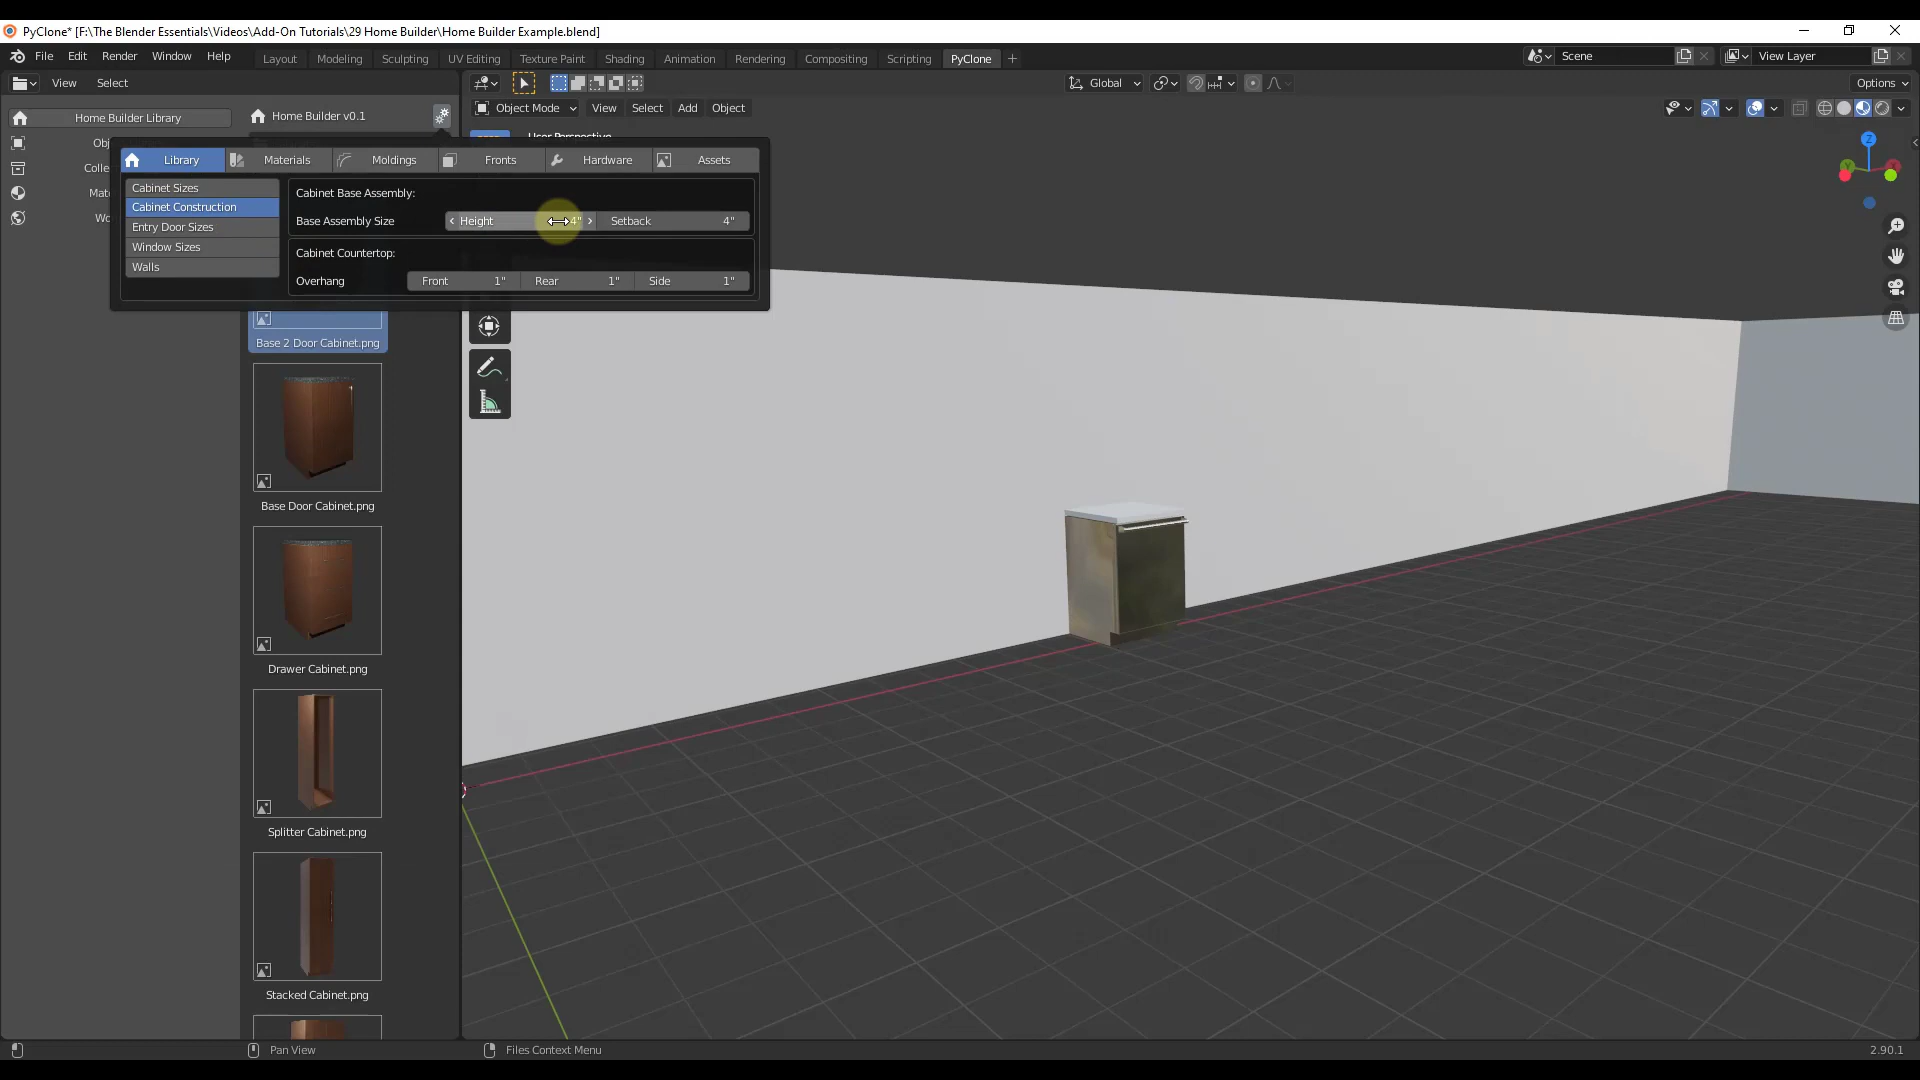 PyClone* [F:\The Blender Essentials\Videos\Add-On Tutorials\29 Home Builder\Home Builder Example.blend]
File Edit Render Window Help
Layout Modeling Sculpting UV Editing Texture Paint Shading Animation Rendering Compositing Scripting PyClone
Scene
View Layer
View Select
Global
Options
Object Mode View Select Add Object
Home Builder Library
Home Builder v0.1
User Perspective
Library Materials Moldings Fronts Hardware Assets
Cabinet Sizes
Cabinet Construction
Entry Door Sizes
Window Sizes
Walls
Cabinet Base Assembly:
Base Assembly Size Height 4" Setback 4"
Cabinet Countertop:
Overhang Front 1" Rear 1" Side 1"
Base 2 Door Cabinet.png
Base Door Cabinet.png
Drawer Cabinet.png
Splitter Cabinet.png
Stacked Cabinet.png
Z
Pan View
Files Context Menu
2.90.1